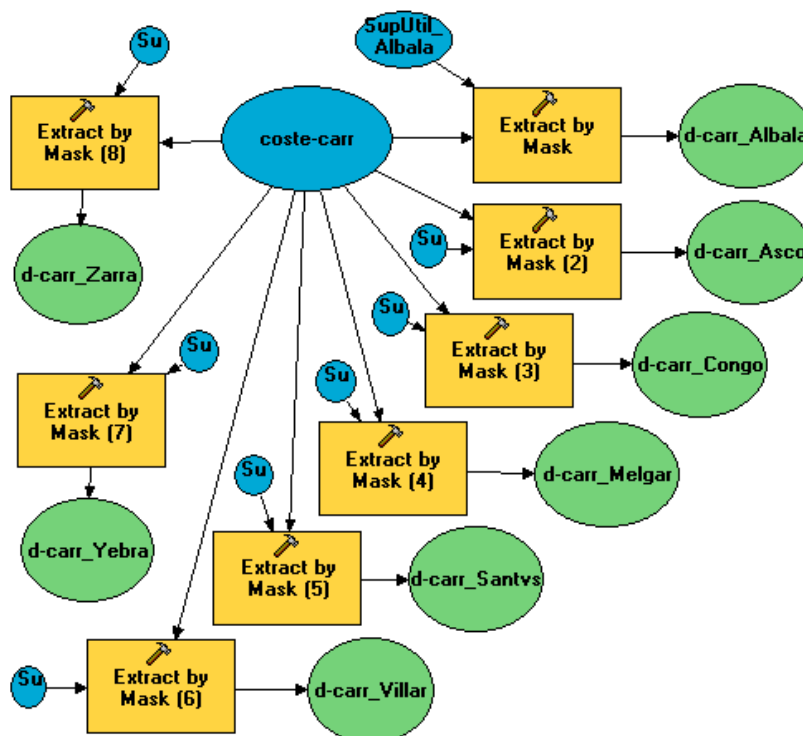 Su
SupUtil_
Albala
Extract by
Mask (8)
coste-carr
Extract by
Mask
d-carr_Albala
Su
Extract by
Mask (2)
d-carr_Asco
d-carr_Zarra
Su
Extract by
Mask (3)
d-carr_Congo
Su
Extract by
Mask (7)
Su
Extract by
Mask (4)
d-carr_Melgar
Su
d-carr_Yebra
Extract by
Mask (5)
d-carr_Santvs
Su
Extract by
Mask (6)
d-carr_Villar